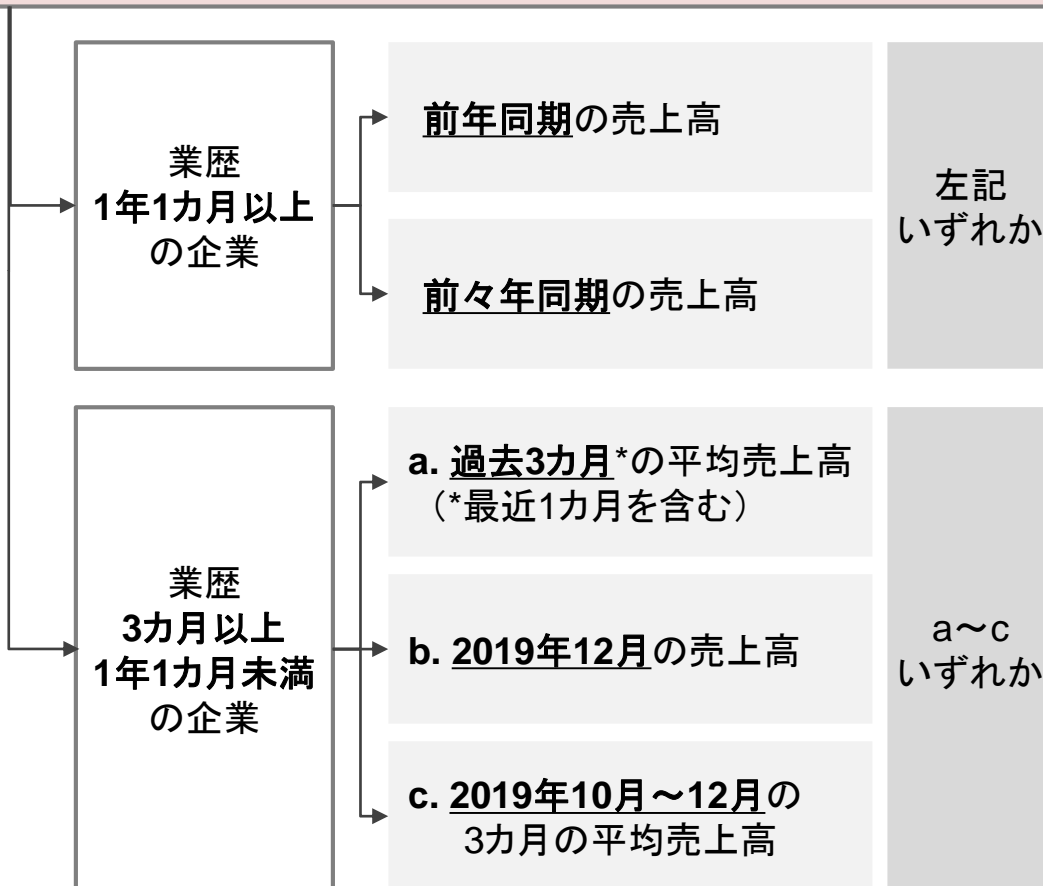 業歴
1年1カ月以上
の企業
前年同期の売上高
前々年同期の売上高
左記
いずれか
業歴
3カ月以上
1年1カ月未満
の企業
a. 過去3カ月*の平均売上高
（*最近1カ月を含む）
b. 2019年12月の売上高
c. 2019年10月～12月の
3カ月の平均売上高
a～c
いずれか